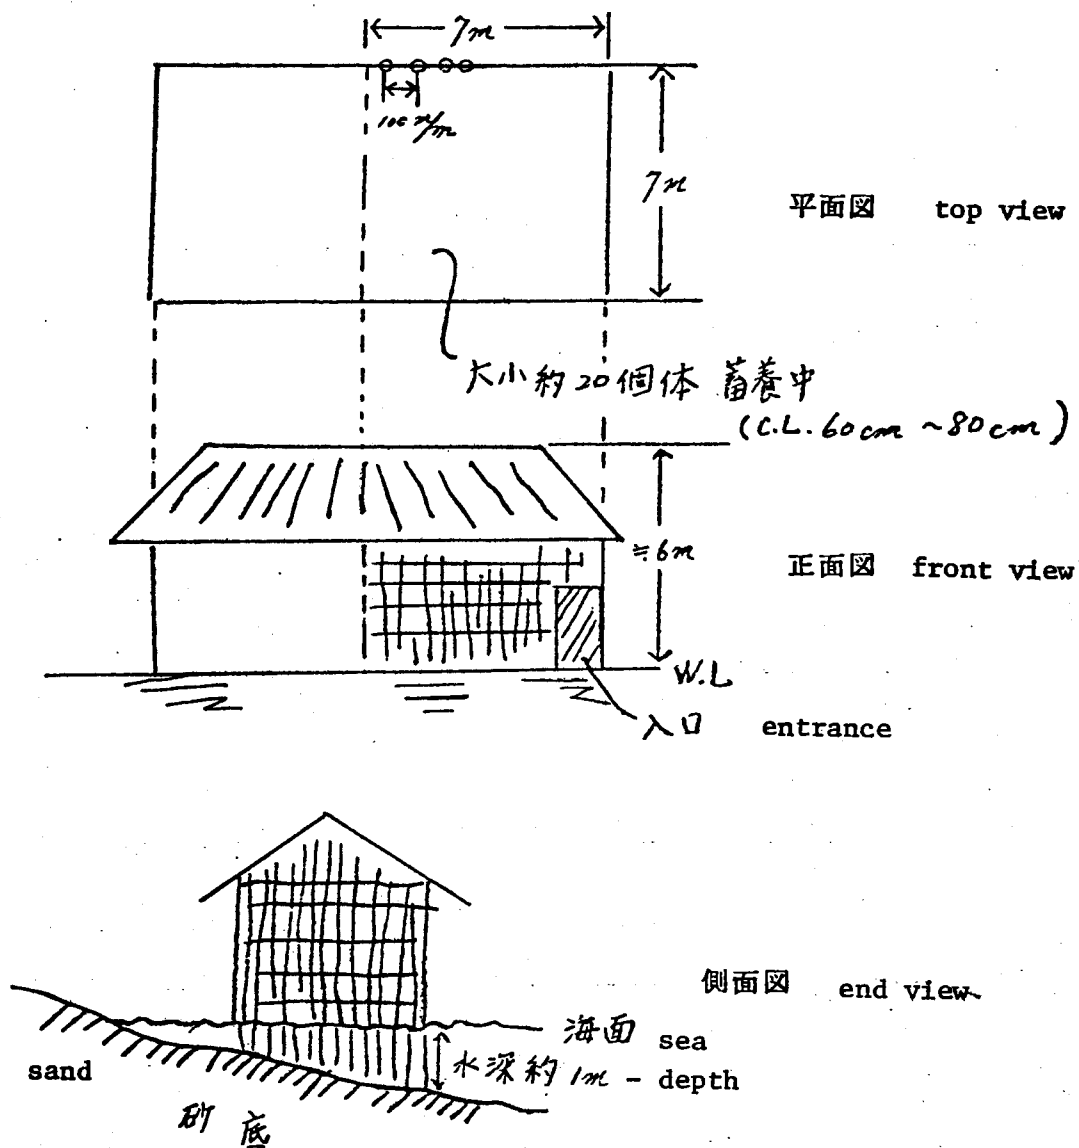 7m
100 m/m
7m
平面図 top view
大小約20個体 蓄養中
(C.L. 60cm ~80cm)
≒6m
正面図 front view
W.L
入口 entrance
側面図 end view
海面 sea
水深約1m - depth
sand
砂底